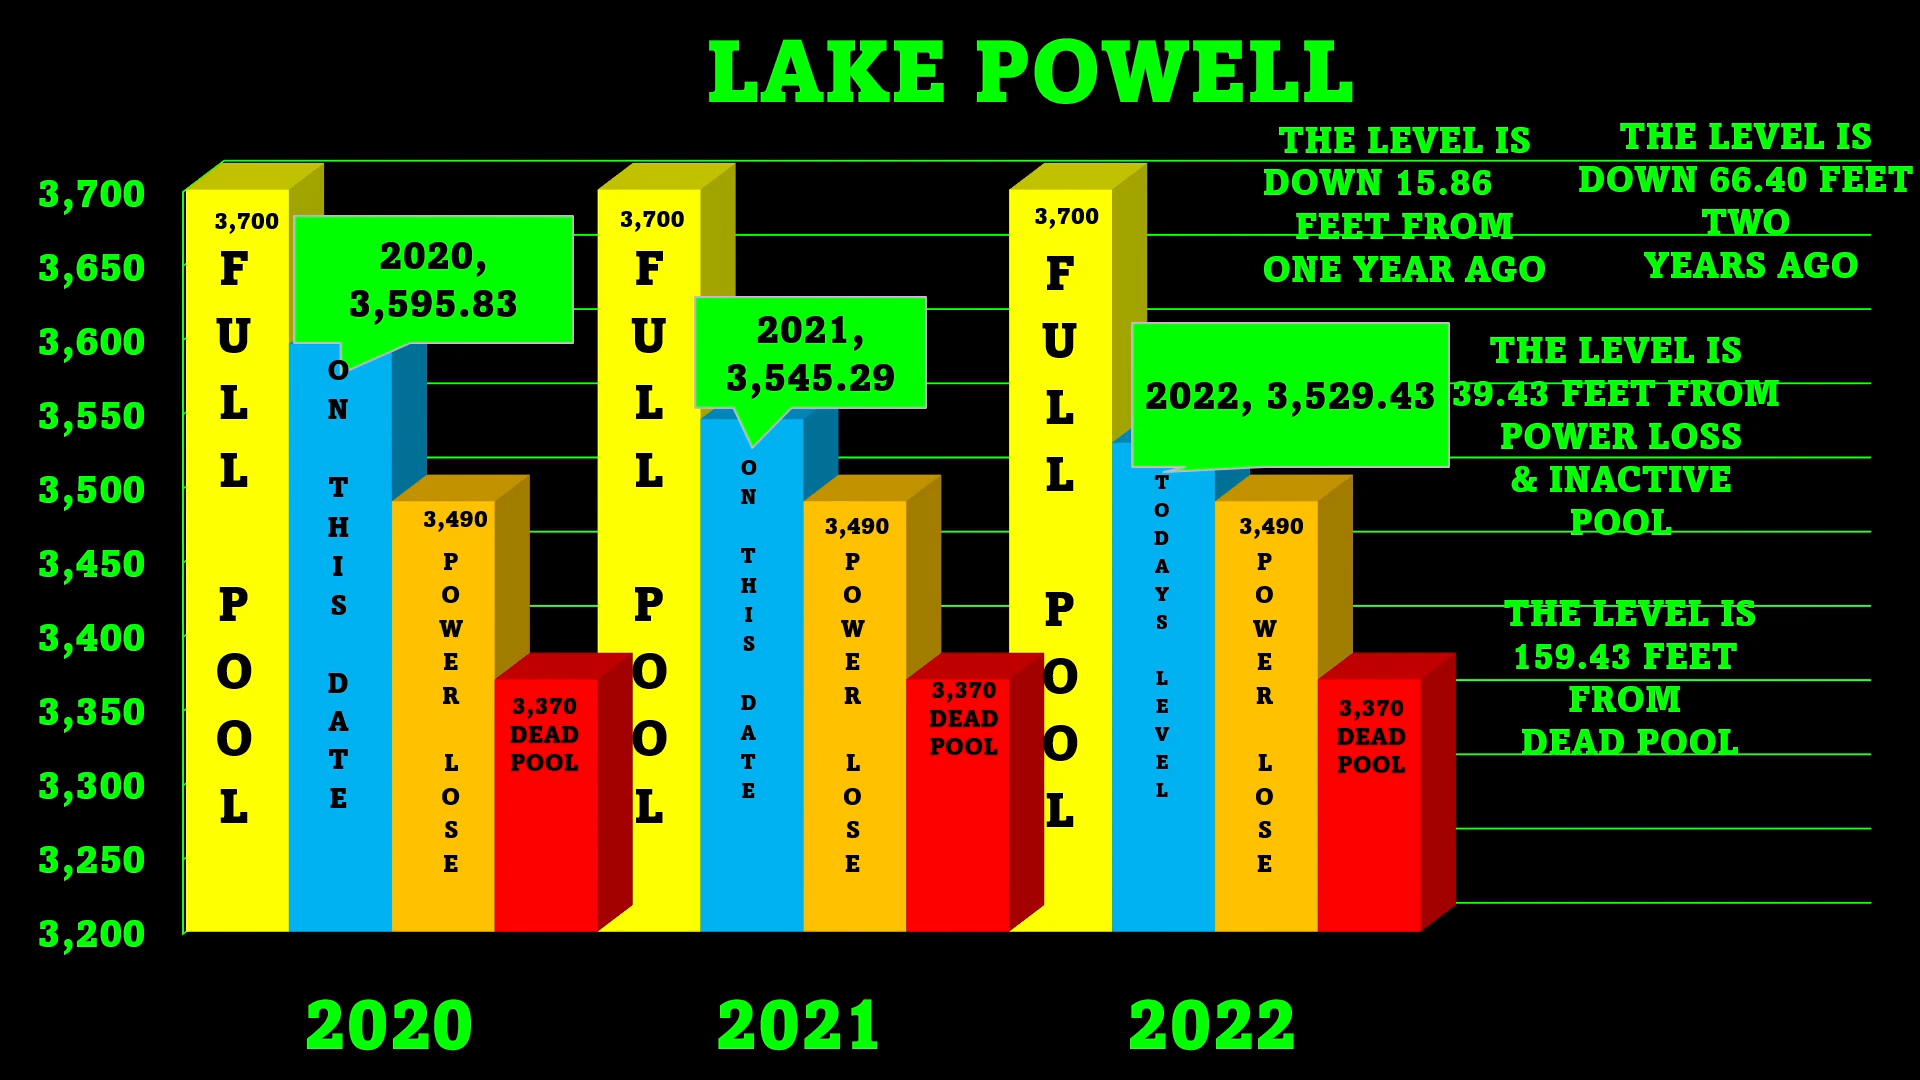 LAKE POWELL
THE LEVEL IS
DOWN 15.86
FEET FROM
ONE YEAR AGO
THE LEVEL IS
DOWN 66.40 FEET
TWO
YEARS AGO
THE LEVEL IS
39.43 FEET FROM
POWER LOSS
& INACTIVE
POOL
THE LEVEL IS
159.43 FEET
FROM
DEAD POOL
3,700
3,650
3,600
3,550
3,500
3,450
3,400
3,350
3,300
3,250
3,200
3,700
FULL POOL
2020,
3,595.83
ON THIS DATE
3,490
POWER LOSE
3,370
DEAD
POOL
3,700
FULL POOL
2021,
3,545.29
ON THIS DATE
3,490
POWER LOSE
3,370
DEAD
POOL
3,700
FULL POOL
2022, 3,529.43
TODAYS LEVEL
3,490
POWER LOSE
3,370
DEAD
POOL
2020
2021
2022